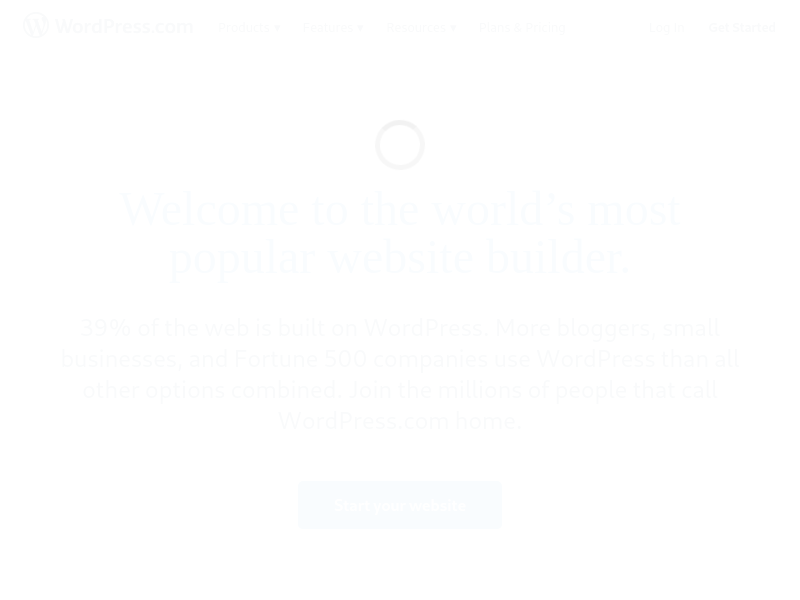 WordPress.com
Products ▾
Features ▾
Resources ▾
Plans & Pricing
Log In
Get Started
Welcome to the world's most
popular website builder.
39% of the web is built on WordPress. More bloggers, small
businesses, and Fortune 500 companies use WordPress than all
other options combined. Join the millions of people that call
WordPress.com home.
Start your website